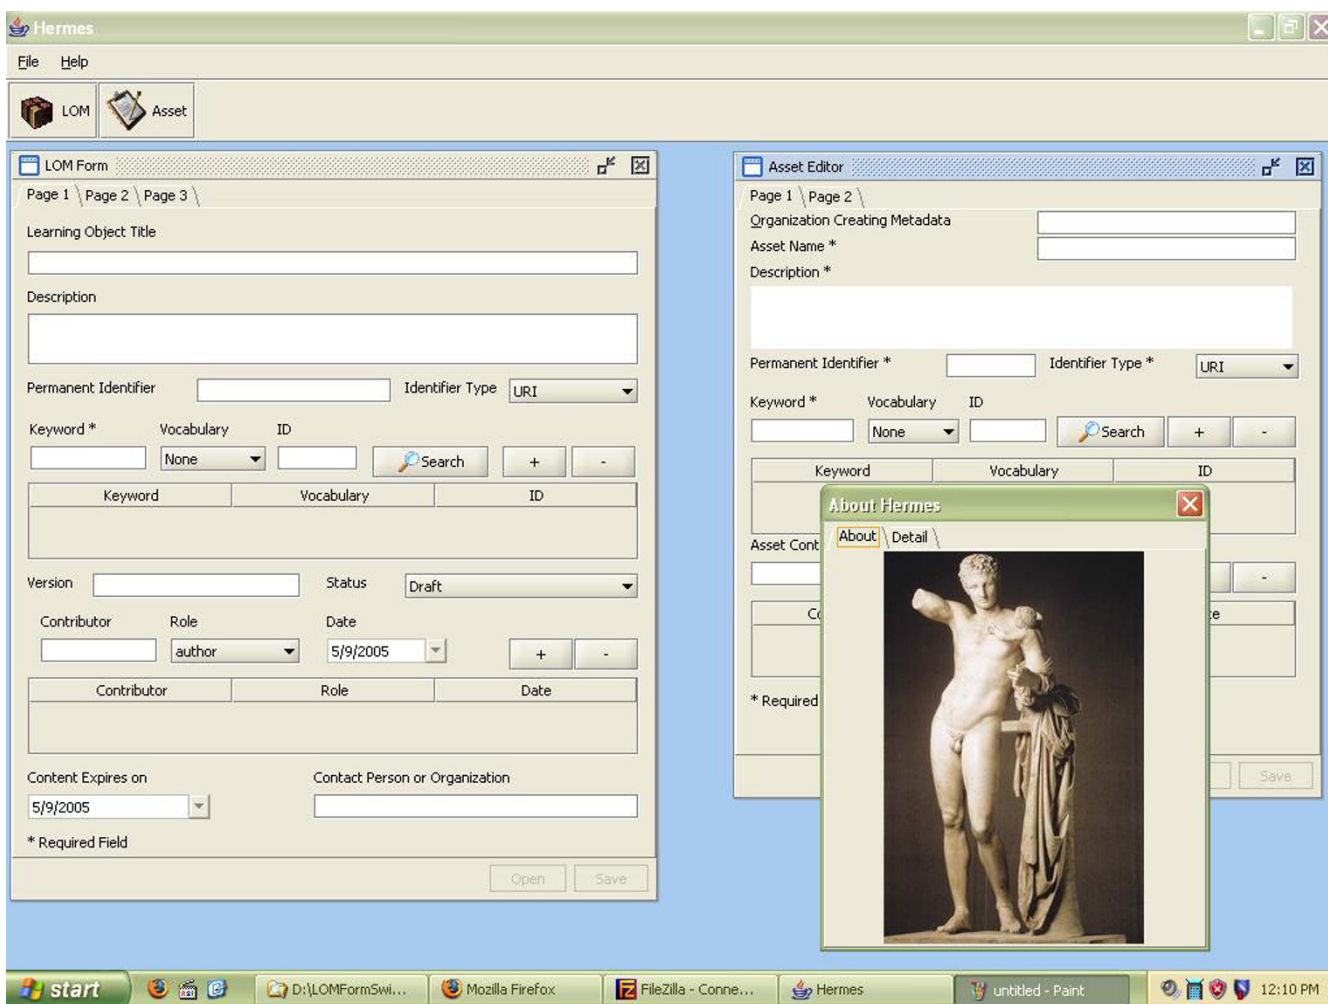 Hermes
File Help
LOM Asset
LOM Form
Page 1 Page 2 Page 3
Learning Object Title
Description
Permanent Identifier Identifier Type URI
Keyword * Vocabulary ID
None Search + -
Keyword Vocabulary ID
Version Status Draft
Contributor Role Date
author 5/9/2005 + -
Contributor Role Date
Content Expires on Contact Person or Organization
5/9/2005
* Required Field
Open Save
Asset Editor
Page 1 Page 2
Organization Creating Metadata
Asset Name *
Description *
Permanent Identifier * Identifier Type * URI
Keyword * Vocabulary ID
None Search + -
Keyword Vocabulary ID
Asset Cont
-
Co e
* Required
Save
About Hermes
About Detail
start D:\LOMFormSwi... Mozilla Firefox FileZilla - Conne... Hermes untitled - Paint 12:10 PM